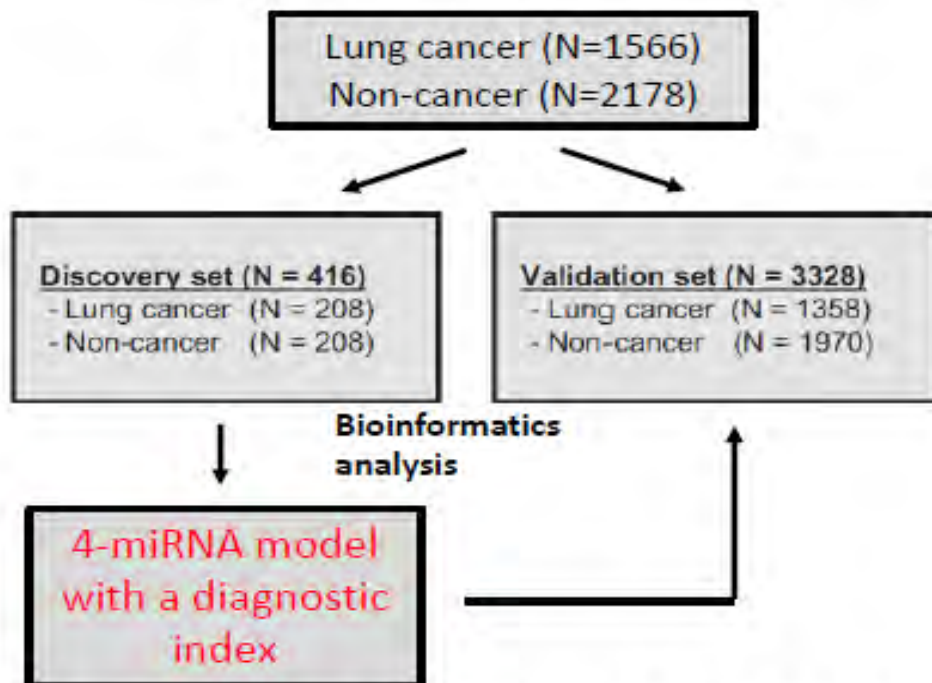 Lung cancer (N=1566)
Non-cancer (N=2178)
Discovery set (N = 416)
- Lung cancer (N = 208)
- Non-cancer (N = 208)
Validation set (N = 3328)
- Lung cancer (N = 1358)
- Non-cancer (N = 1970)
Bioinformatics
analysis
4-miRNA model
with a diagnostic
index